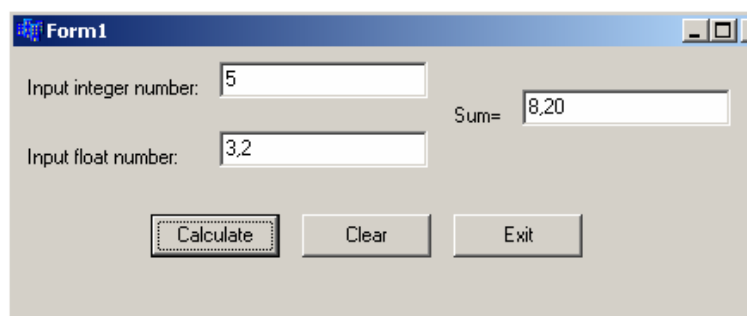 Form1
Input integer number: 5
Sum= 8,20
Input float number: 3,2
Calculate Clear Exit